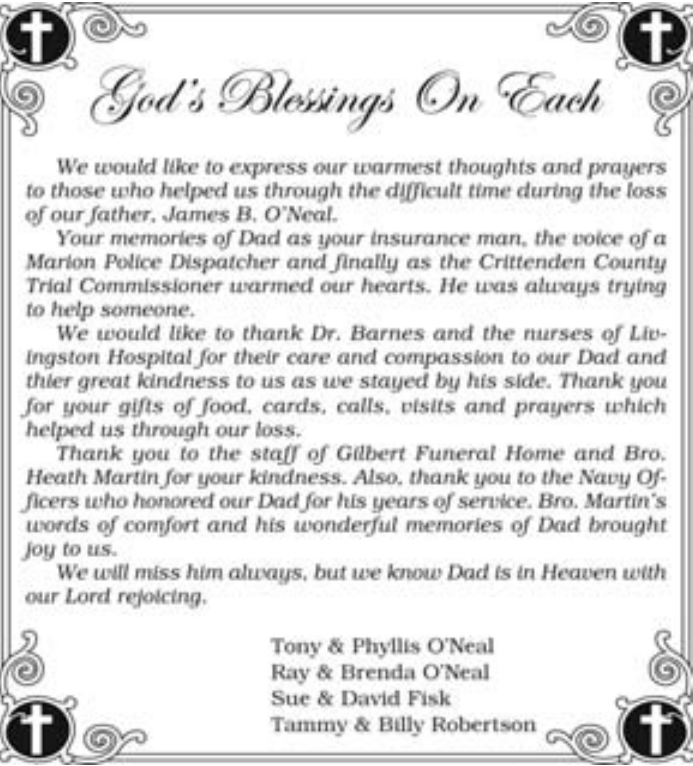 God's Blessings On Each
We would like to express our warmest thoughts and prayers
to those who helped us through the difficult time during the loss
of our father, James B. O'Neal.
Your memories of Dad as your insurance man, the voice of a
Marion Police Dispatcher and finally as the Crittenden County
Trial Commissioner warmed our hearts. He was always trying
to help someone.
We would like to thank Dr. Barnes and the nurses of Liv-
ingston Hospital for their care and compassion to our Dad and
thier great kindness to us as we stayed by his side. Thank you
for your gifts of food, cards, calls, visits and prayers which
helped us through our loss.
Thank you to the staff of Gilbert Funeral Home and Bro.
Heath Martin for your kindness. Also, thank you to the Navy Of-
ficers who honored our Dad for his years of service. Bro. Martin's
words of comfort and his wonderful memories of Dad brought
joy to us.
We will miss him always, but we know Dad is in Heaven with
our Lord rejoicing.
Tony & Phyllis O'Neal
Ray & Brenda O'Neal
Sue & David Fisk
Tammy & Billy Robertson